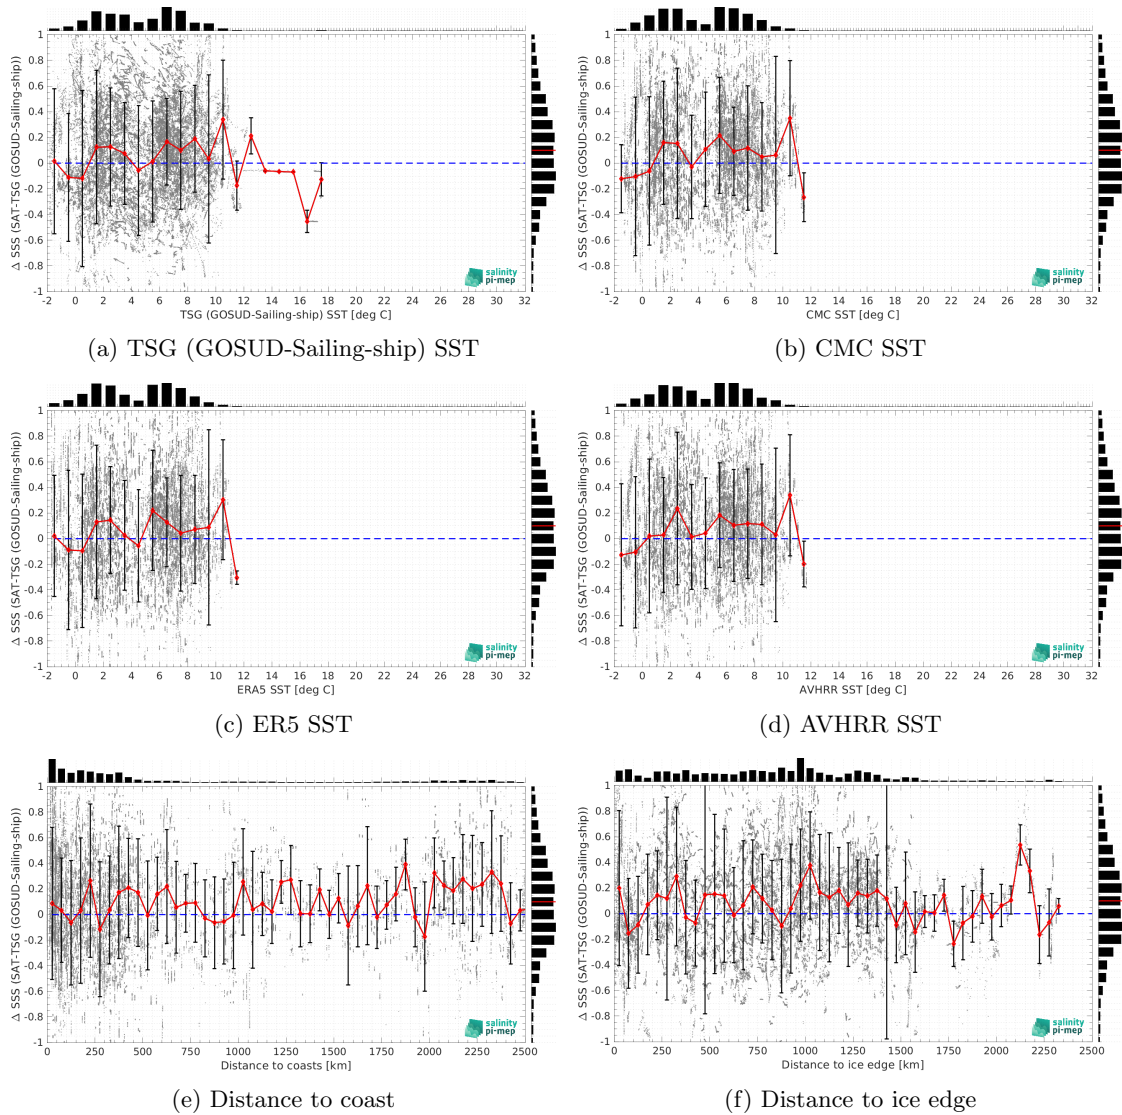 1
0.8
0.6
0.4
0.2
0
-0.2
-0.4
-0.6
-0.8
-1
Δ SSS (SAT-TSG (GOSUD-Sailing-ship))
-2 0 2 4 6 8 10 12 14 16 18 20 22 24 26 28 30 32
TSG (GOSUD-Sailing-ship) SST [deg C]
salinity
pi-mep
(a) TSG (GOSUD-Sailing-ship) SST
1
0.8
0.6
0.4
0.2
0
-0.2
-0.4
-0.6
-0.8
-1
Δ SSS (SAT-TSG (GOSUD-Sailing-ship))
-2 0 2 4 6 8 10 12 14 16 18 20 22 24 26 28 30 32
CMC SST [deg C]
salinity
pi-mep
(b) CMC SST
1
0.8
0.6
0.4
0.2
0
-0.2
-0.4
-0.6
-0.8
-1
Δ SSS (SAT-TSG (GOSUD-Sailing-ship))
-2 0 2 4 6 8 10 12 14 16 18 20 22 24 26 28 30 32
ERA5 SST [deg C]
salinity
pi-mep
(c) ER5 SST
1
0.8
0.6
0.4
0.2
0
-0.2
-0.4
-0.6
-0.8
-1
Δ SSS (SAT-TSG (GOSUD-Sailing-ship))
-2 0 2 4 6 8 10 12 14 16 18 20 22 24 26 28 30 32
AVHRR SST [deg C]
salinity
pi-mep
(d) AVHRR SST
1
0.8
0.6
0.4
0.2
0
-0.2
-0.4
-0.6
-0.8
-1
Δ SSS (SAT-TSG (GOSUD-Sailing-ship))
0 250 500 750 1000 1250 1500 1750 2000 2250 2500
Distance to coasts [km]
salinity
pi-mep
(e) Distance to coast
1
0.8
0.6
0.4
0.2
0
-0.2
-0.4
-0.6
-0.8
-1
Δ SSS (SAT-TSG (GOSUD-Sailing-ship))
0 250 500 750 1000 1250 1500 1750 2000 2250 2500
Distance to ice edge [km]
salinity
pi-mep
(f) Distance to ice edge